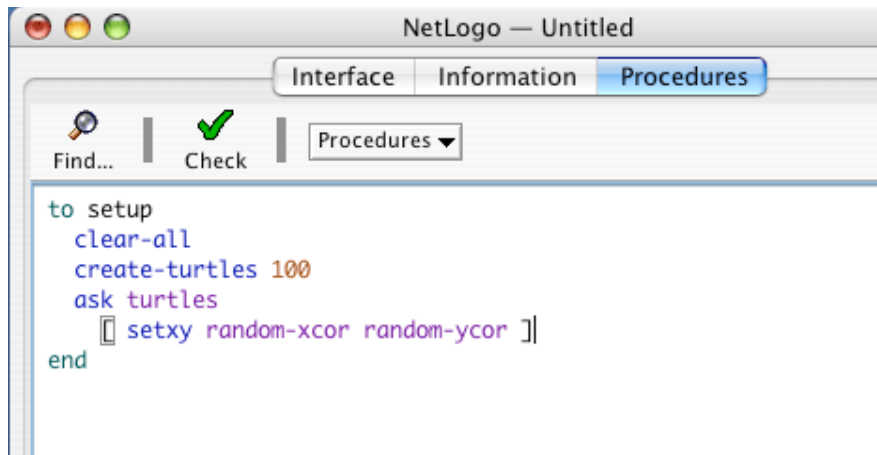 NetLogo — Untitled
Interface Information Procedures
Find... Check Procedures
to setup
clear-all
create-turtles 100
ask turtles
[ setxy random-xcor random-ycor ]
end